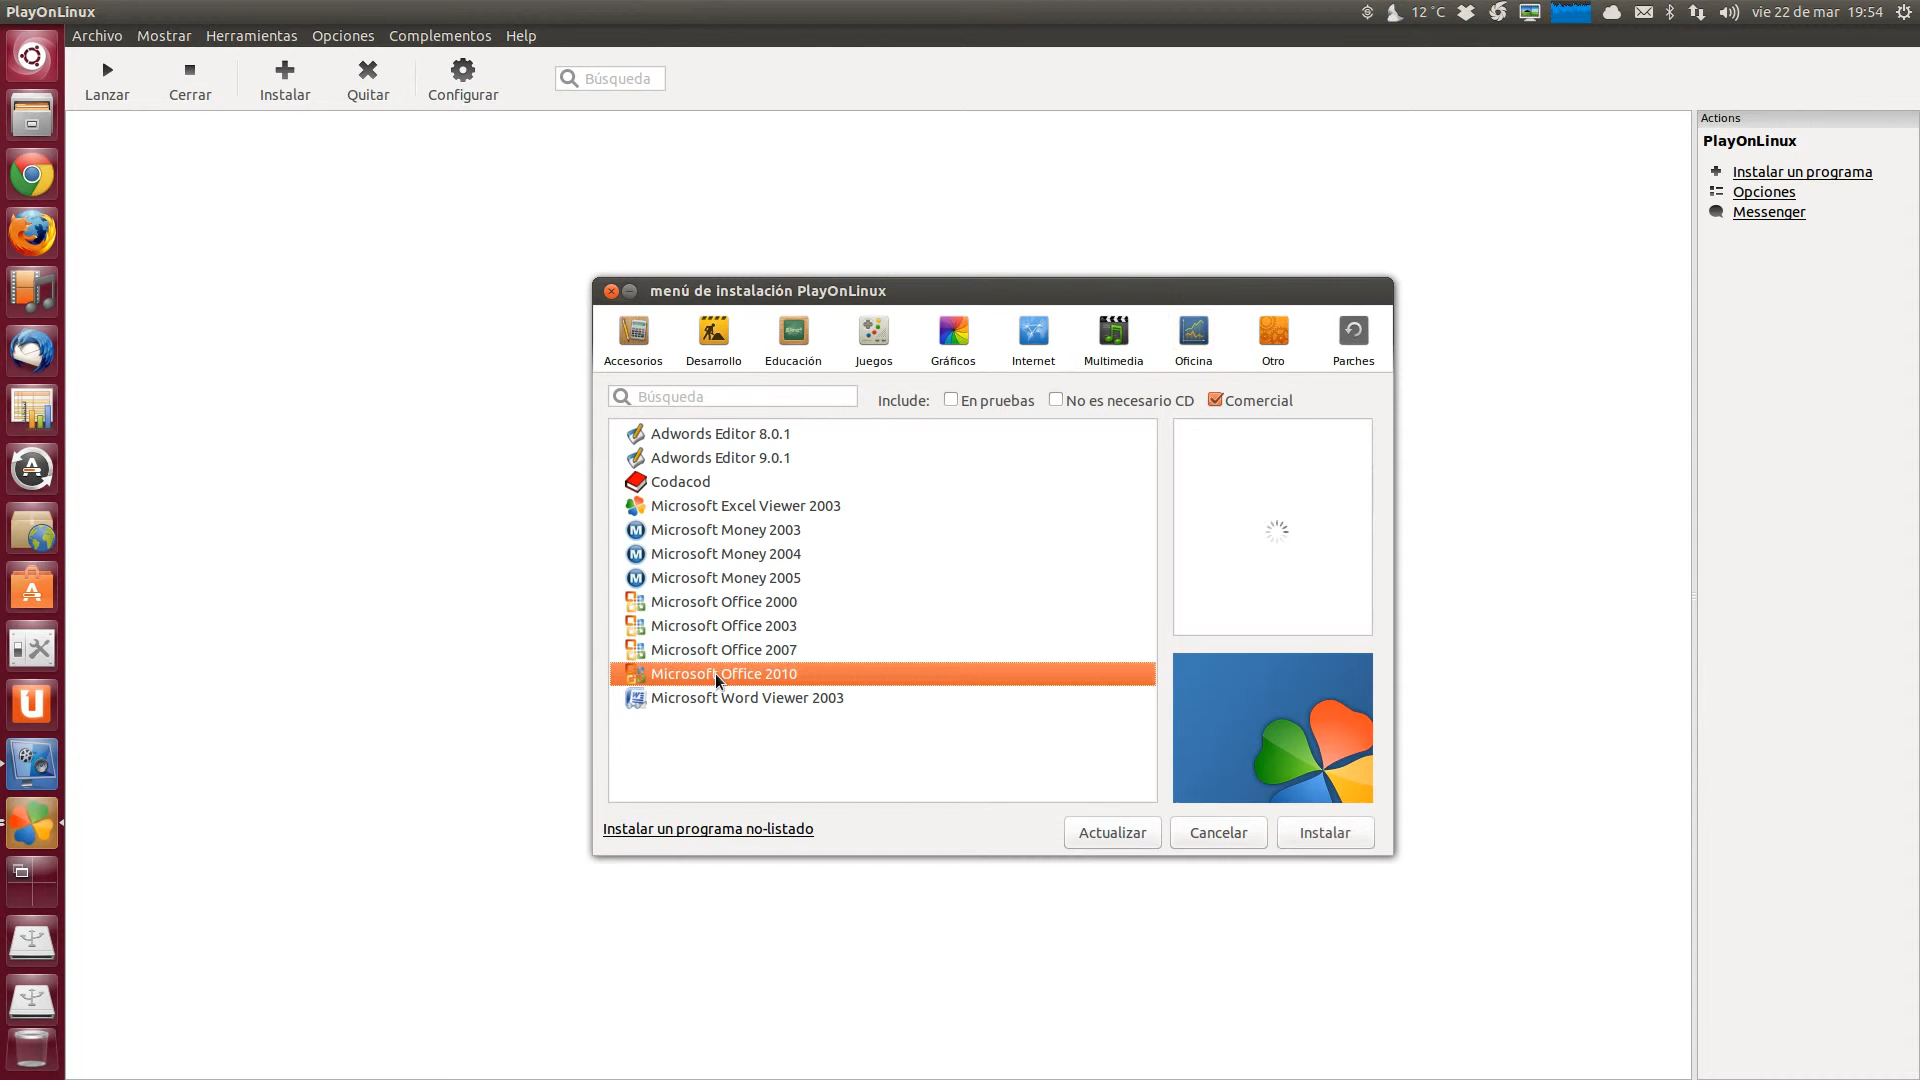 PlayOnLinux
12 °C
vie 22 de mar 19:54
Archivo Mostrar Herramientas Opciones Complementos Help
Lanzar Cerrar Instalar Quitar Configurar
Búsqueda
Actions
PlayOnLinux
Instalar un programa
Opciones
Messenger
menú de instalación PlayOnLinux
Accesorios Desarrollo Educación Juegos Gráficos Internet Multimedia Oficina Otro Parches
Búsqueda
Include: En pruebas No es necesario CD Comercial
Adwords Editor 8.0.1
Adwords Editor 9.0.1
Codacod
Microsoft Excel Viewer 2003
Microsoft Money 2003
Microsoft Money 2004
Microsoft Money 2005
Microsoft Office 2000
Microsoft Office 2003
Microsoft Office 2007
Microsoft Office 2010
Microsoft Word Viewer 2003
Instalar un programa no-listado
Actualizar Cancelar Instalar